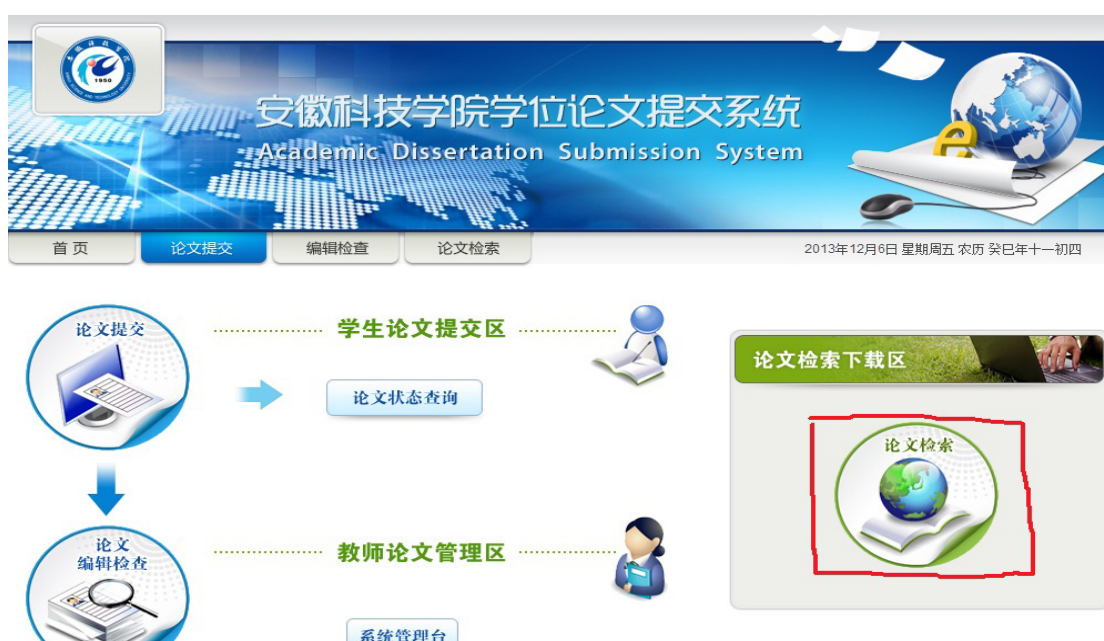 1950
安徽科技学院学位论文提交系统
Academic Dissertation Submission System
首 页
论文提交
编辑检查
论文检索
2013年12月6日 星期周五 农历 癸巳年十一初四
论文提交
学生论文提交区
论文状态查询
论文检索下载区
论文检索
论文
编辑检查
教师论文管理区
系统管理台